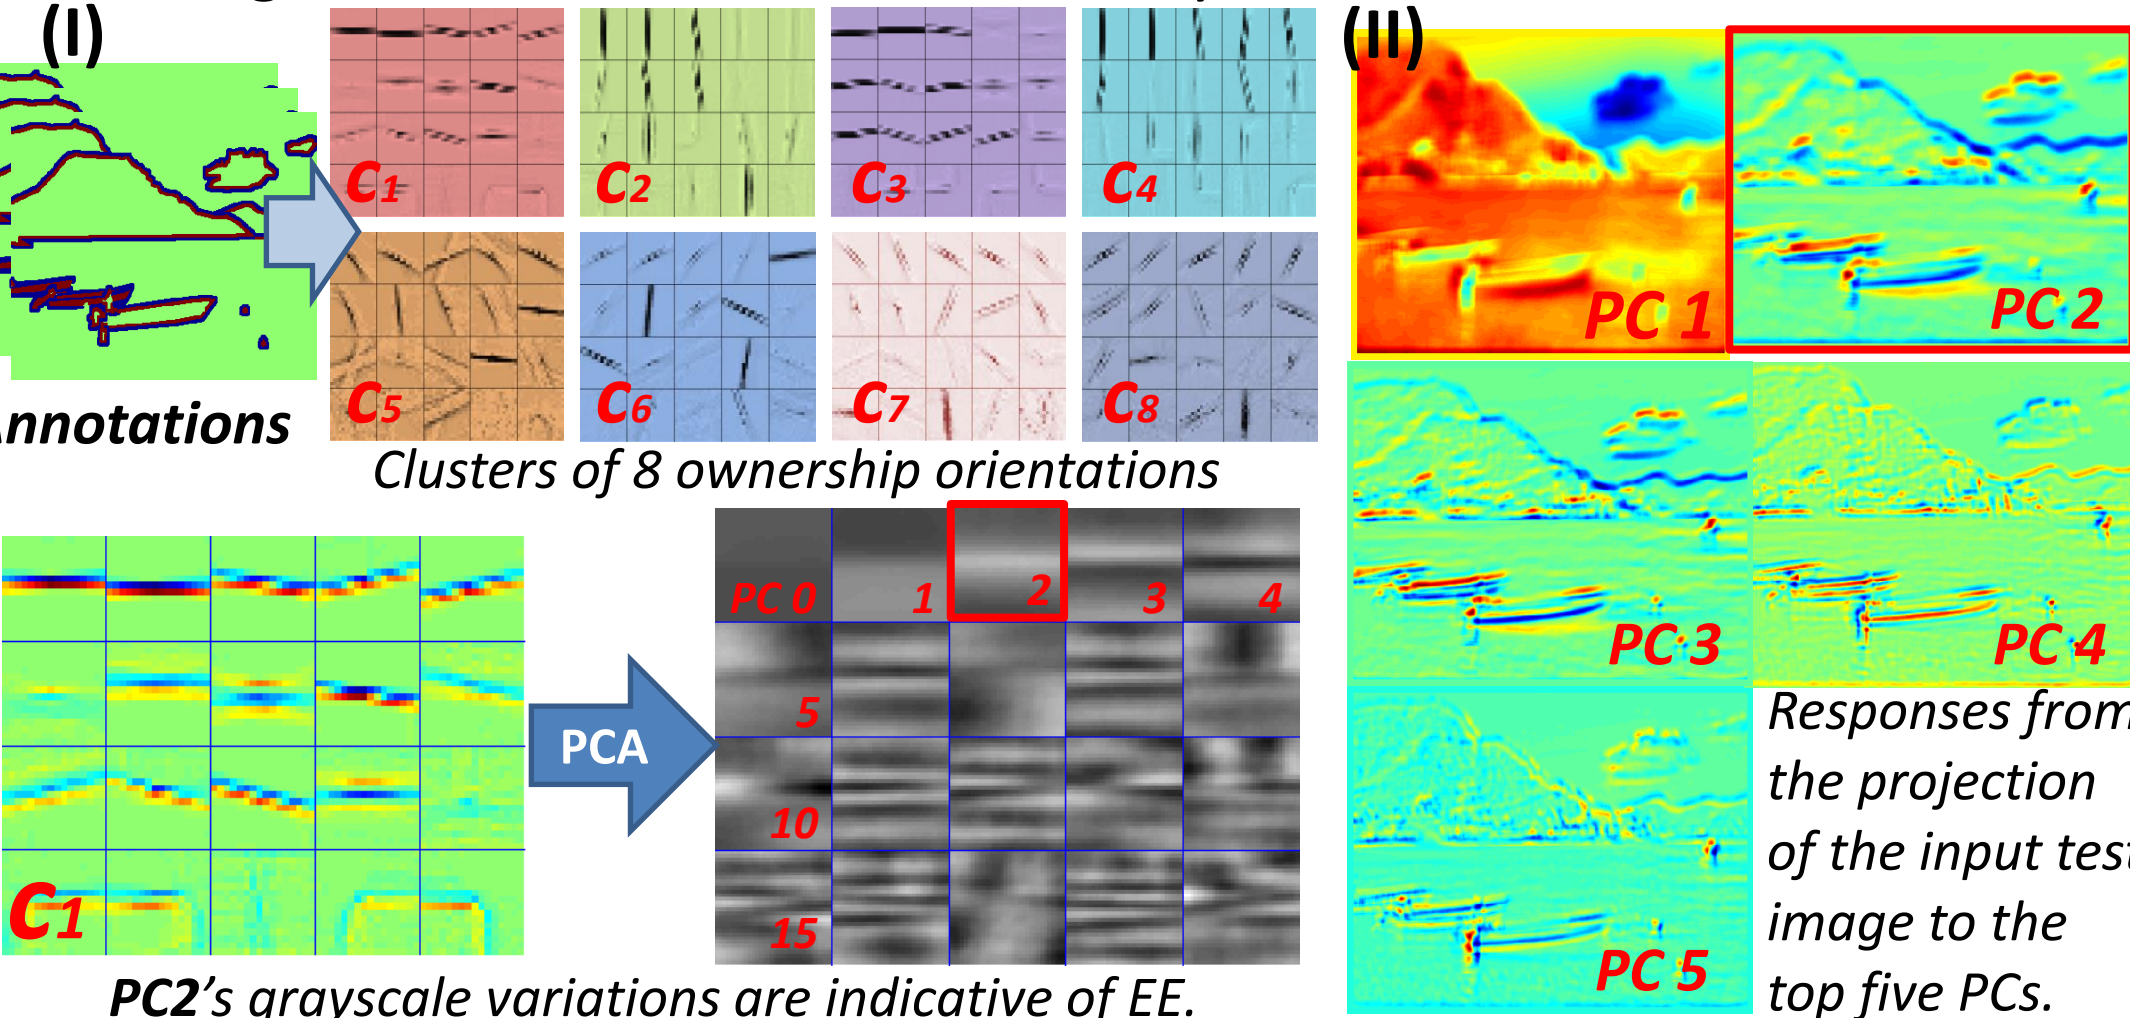 (I)
C1
C2
C3
C4
C5
C6
C7
C8
Clusters of 8 ownership orientations
C1
PCA
PC 0
1
2
3
4
5
10
15
PC2's grayscale variations are indicative of EE.
(II)
PC 1
PC 2
PC 3
PC 4
PC 5
Responses from
the projection
of the input test
image to the
top five PCs.